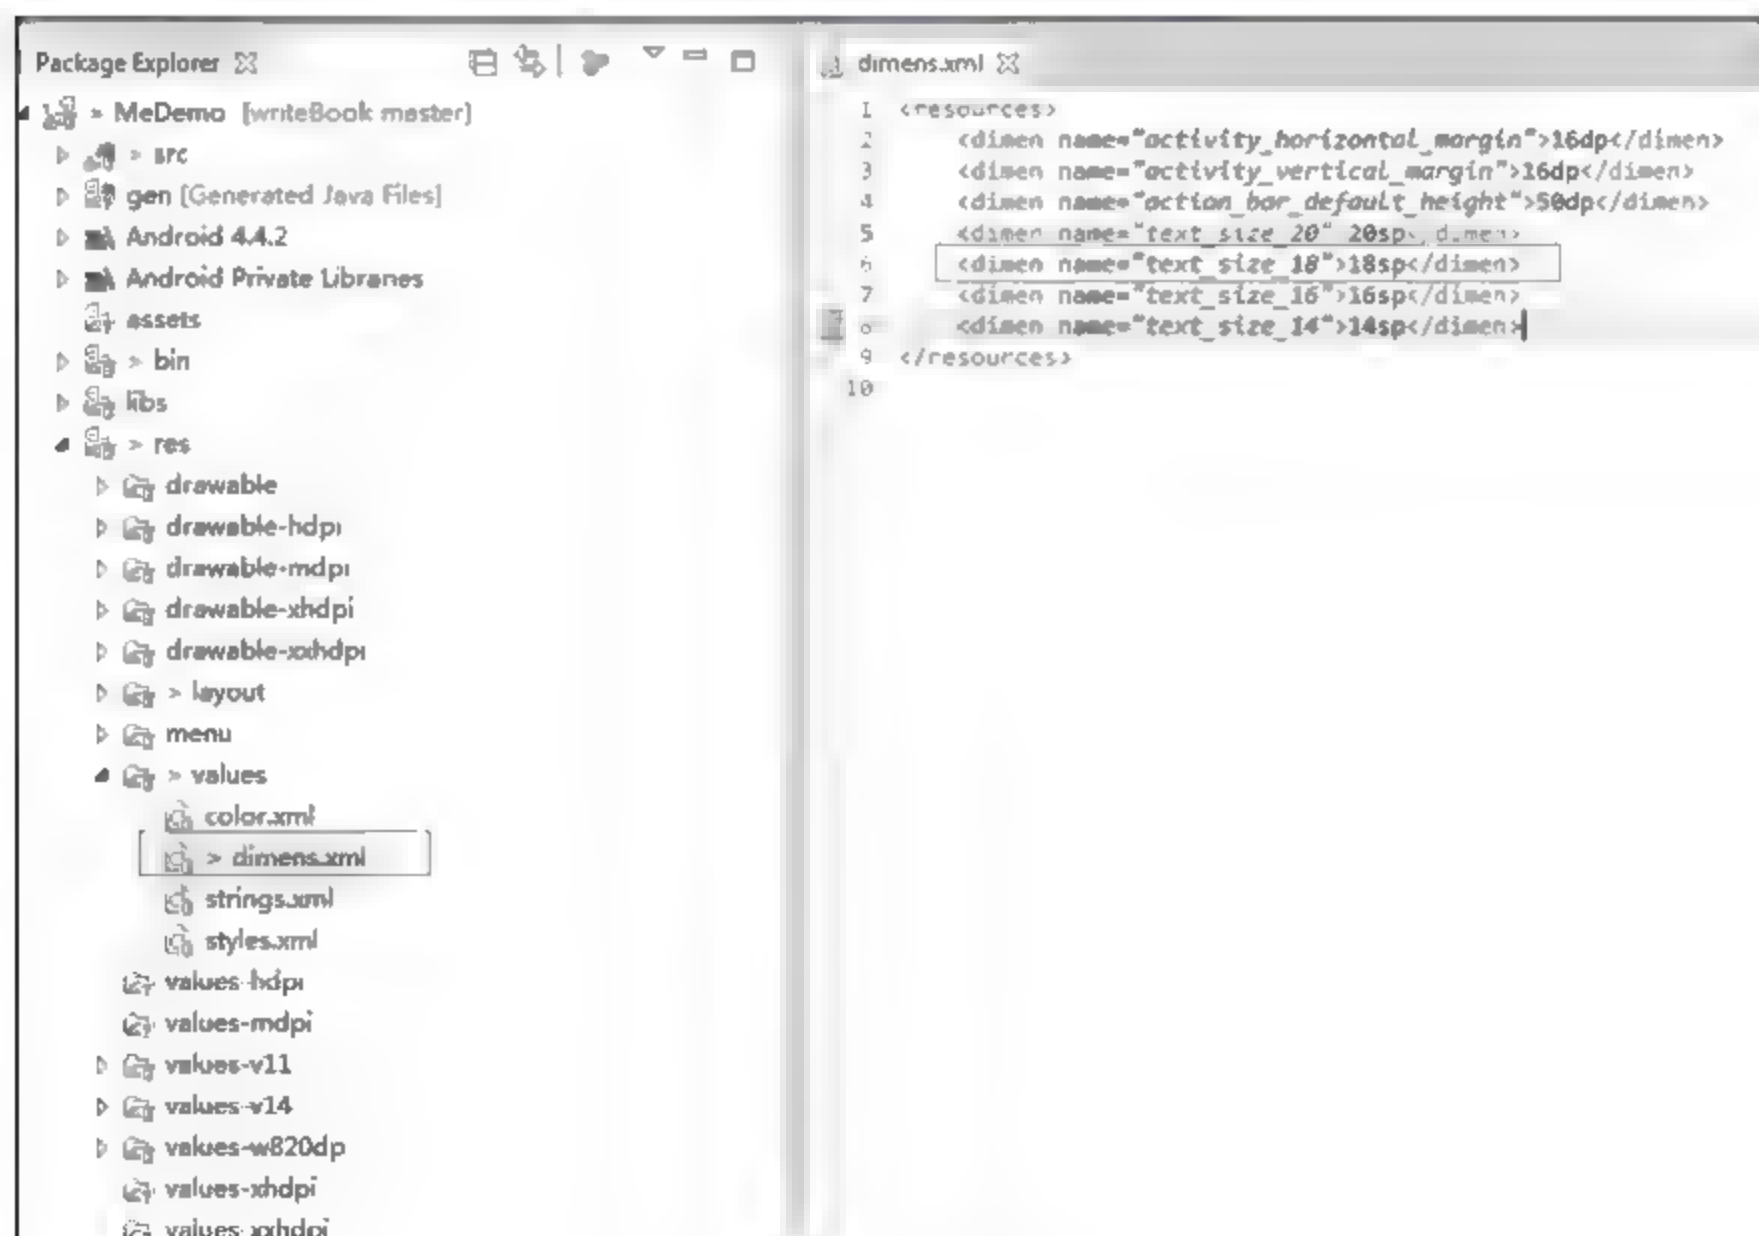 Package Explorer
> MeDemo [writeBook master]
> src
gen [Generated Java Files]
Android 4.4.2
Android Private Libraries
assets
> bin
libs
> res
drawable
drawable-hdpi
drawable-mdpi
drawable-xhdpi
drawable-xxhdpi
> layout
menu
> values
color.xml
> dimens.xml
strings.xml
styles.xml
values-hdpi
values-mdpi
values-v11
values-v14
values-w820dp
values-xhdpi
values-xxhdpi
dimens.xml
1 <resources>
2 <dimen name="activity_horizontal_margin">16dp</dimen>
3 <dimen name="activity_vertical_margin">16dp</dimen>
4 <dimen name="action_bar_default_height">50dp</dimen>
5 <dimen name="text_size_20">20sp</dimen>
6 <dimen name="text_size_18">18sp</dimen>
7 <dimen name="text_size_16">16sp</dimen>
8 <dimen name="text_size_14">14sp</dimen>
9 </resources>
10